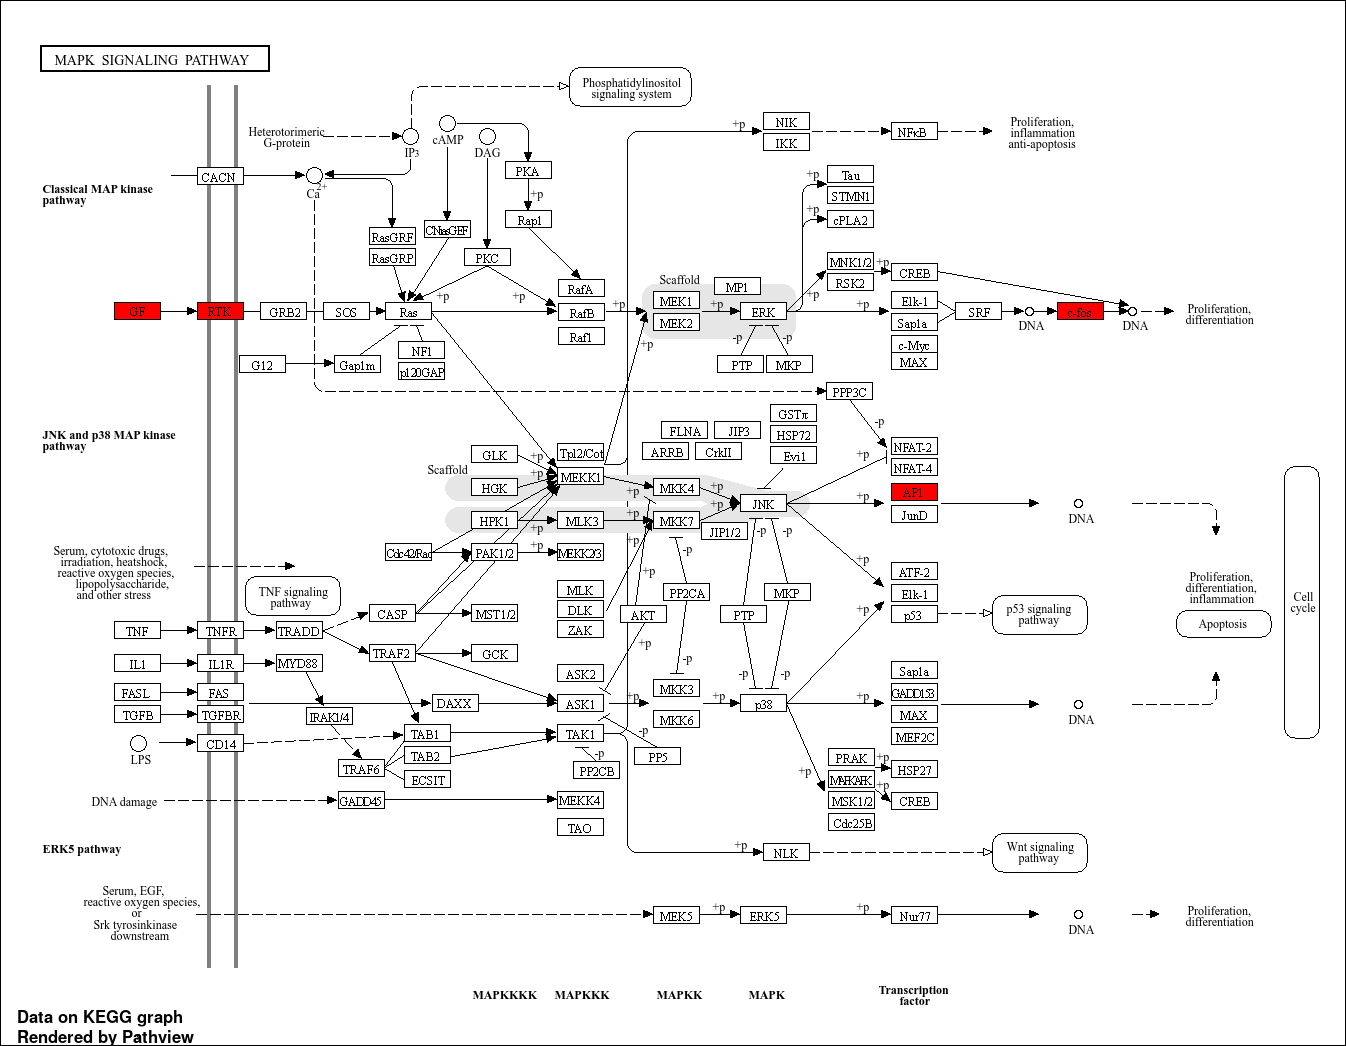 MAPK SIGNALING PATHWAY
Phosphatidylinositol
signaling system
Heterotrimeric
G-protein
IP3
cAMP
DAG
+p
NIK
IKK
NFκB
Proliferation,
inflammation
anti-apoptosis
CACN
Ca2+
PKA
+p
Rap1
+p
Tau
STMN1
+p
cPLA2
Classical MAP kinase
pathway
RasGRF
RasGRP
CNrasGEF
PKC
RafA
Scaffold
MP1
MNK1/2
RSK2
+p
CREB
GF
RTK
GRB2
SOS
Ras
+p
+p
RafB
Raf1
+p
MEK1
MEK2
+p
ERK
+p
+p
Elk-1
Sap1a
c-Myc
MAX
SRF
DNA
c-fos
DNA
Proliferation,
differentiation
G12
Gap1m
NF1
p120GAP
+p
-p
-p
PTP
MKP
PPP3C
-p
JNK and p38 MAP kinase
pathway
FLNA
JIP3
ARRB
CrkII
GSTπ
HSP72
Evi1
+p
NFAT-2
NFAT-4
Scaffold
GLK
HGK
HPK1
+p
+p
+p
+p
Tpl2/Cot
MEKK1
MLK3
MEKK2/3
+p
+p
+p
MKK4
MKK7
+p
+p
JNK
JIP1/2
+p
AP1
JunD
DNA
Cdc42/Rac
PAK1/2
Serum, cytotoxic drugs,
irradiation, heatshock,
reactive oxygen species,
lipopolysaccharide,
and other stress
TNF signaling
pathway
CASP
MST1/2
MLK
DLK
ZAK
+p
AKT
+p
-p
PP2CA
-p
-p
-p
PTP
MKP
-p
-p
+p
+p
ATF-2
Elk-1
p53
p53 signaling
pathway
Proliferation,
differentiation,
inflammation
Apoptosis
Cell
cycle
TNF
TNFR
TRADD
TRAF2
GCK
IL1
IL1R
MYD88
ASK2
MKK3
MKK6
Sap1a
GADD153
MAX
MEF2C
FASL
FAS
DAXX
ASK1
+p
+p
p38
+p
DNA
TGFB
TGFBR
IRAK1/4
TAB1
TAK1
-p
PP5
LPS
CD14
TAB2
ECSIT
TRAF6
-p
PP2CB
+p
PRAK
MAPKAPK
MSK1/2
Cdc25B
+p
+p
HSP27
CREB
DNA damage
GADD45
MEKK4
TAO
ERK5 pathway
+p
NLK
Wnt signaling
pathway
Serum, EGF,
reactive oxygen species,
or
Srk tyrosinkinase
downstream
MEK5
+p
ERK5
+p
Nur77
DNA
Proliferation,
differentiation
MAPKKKK
MAPKKK
MAPKK
MAPK
Transcription
factor
Data on KEGG graph
Rendered by Pathview